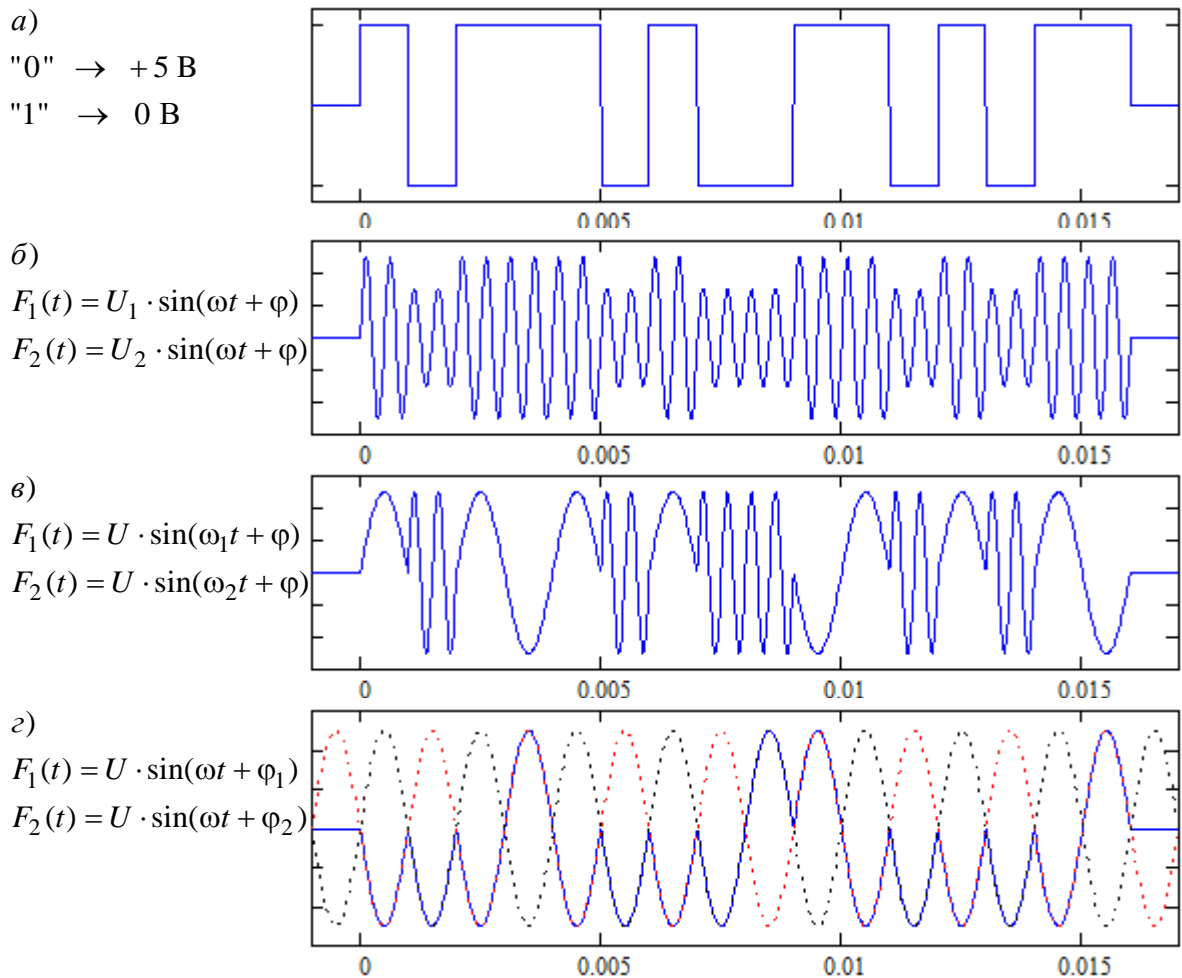 а)
"0" → + 5 В
"1" → 0 В
0 0.005 0.01 0.015
б)
F₁(t) = U₁ · sin(ωt + φ)
F₂(t) = U₂ · sin(ωt + φ)
0 0.005 0.01 0.015
в)
F₁(t) = U · sin(ω₁t + φ)
F₂(t) = U · sin(ω₂t + φ)
0 0.005 0.01 0.015
г)
F₁(t) = U · sin(ωt + φ₁)
F₂(t) = U · sin(ωt + φ₂)
0 0.005 0.01 0.015